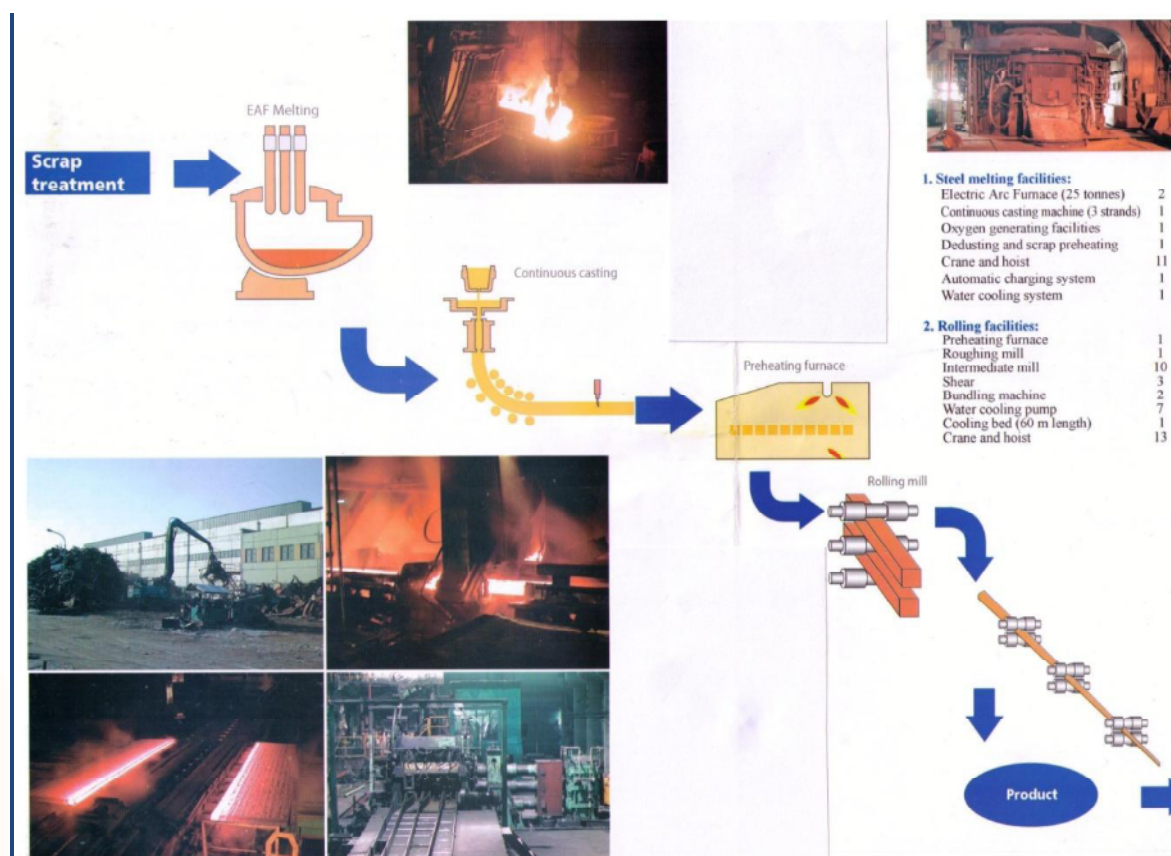 EAF Melting
Scrap
treatment
Continuous casting
Preheating furnace
Rolling mill
Product
1. Steel melting facilities:
Electric Arc Furnace (25 tonnes) 2
Continuous casting machine (3 strands) 1
Oxygen generating facilities 1
Dedusting and scrap preheating 1
Crane and hoist 11
Automatic charging system 1
Water cooling system 1
2. Rolling facilities:
Preheating furnace 1
Roughing mill 1
Intermediate mill 10
Shear 3
Bundling machine 2
Water cooling pump 7
Cooling bed (60 m length) 1
Crane and hoist 13